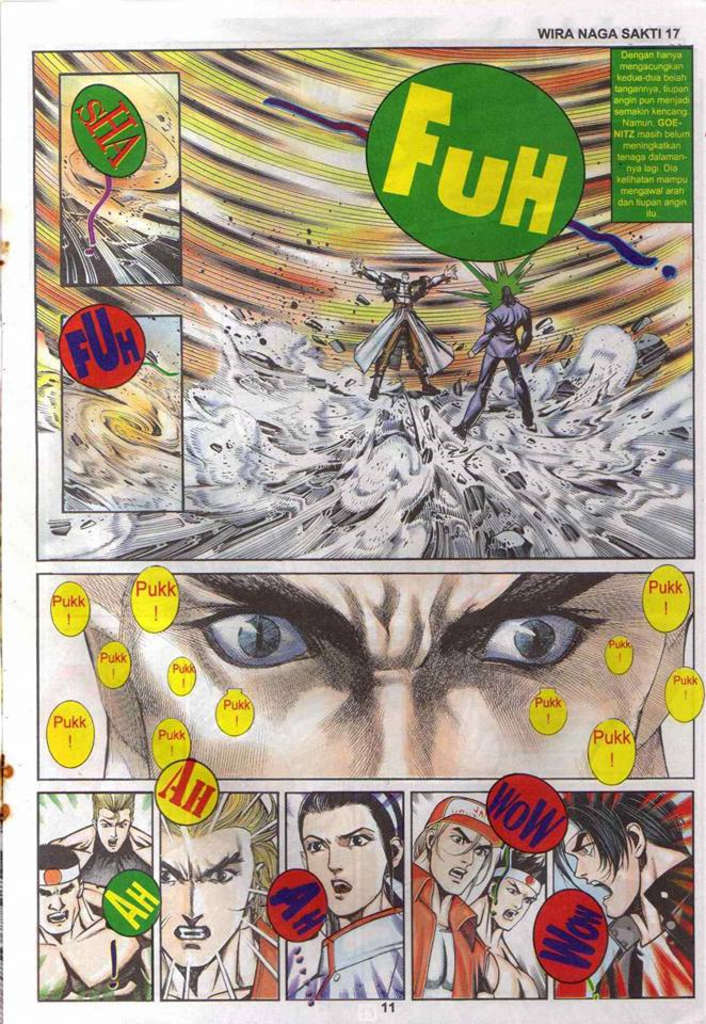 WIRA NAGA SAKTI 17
Dengan hanya
mengacungkan
kedua-dua belah
tangannya, tiupan
angin pun menjadi
semakin kencang.
Namun, GOE-
NITZ masih belum
meningkatkan
tenaga dalaman-
nya lagi. Dia
kelihatan mampu
mengawal arah
dan tiupan angin
itu.
SHA
FUH
FUH
Pukk
!
Pukk
!
Pukk
!
Pukk
!
Pukk
!
Pukk
!
Pukk
!
Pukk
!
Pukk
!
Pukk
!
Pukk
!
Pukk
!
AH
WOW
AH
!
AH
WOW
11